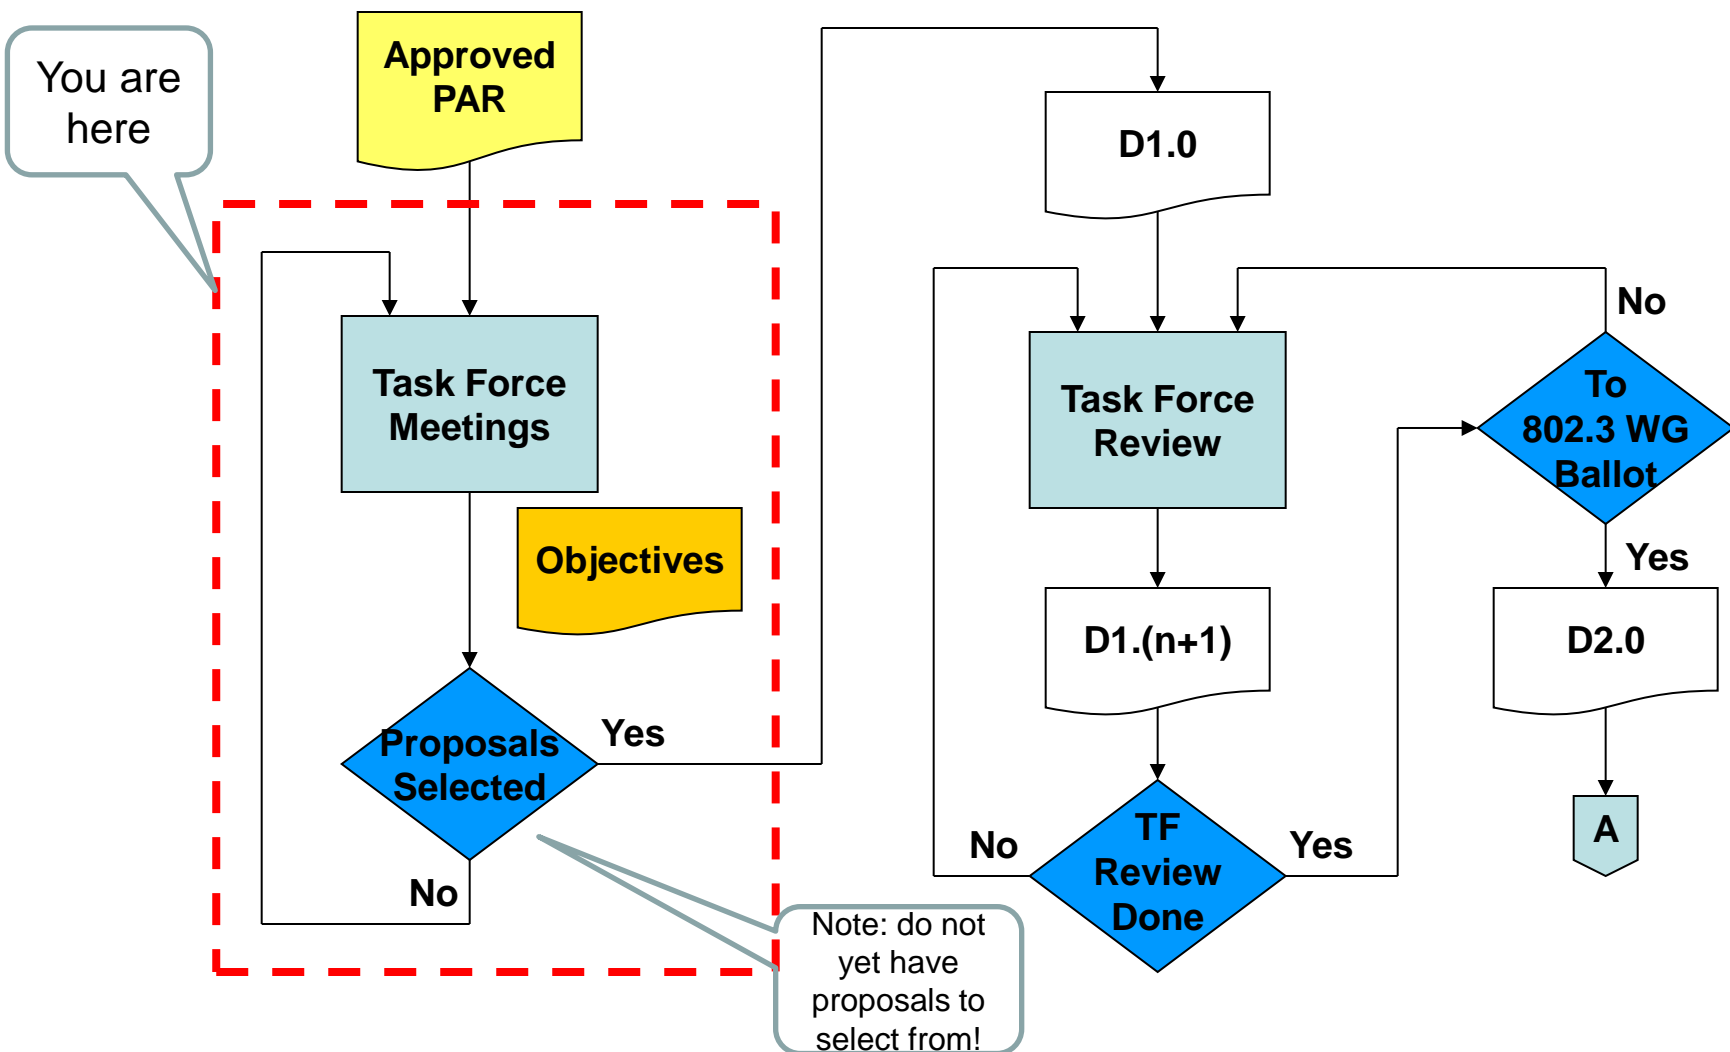 You are
here
Approved
PAR
Task Force
Meetings
Objectives
Proposals
Selected
Yes
No
Note: do not
yet have
proposals to
select from!
D1.0
Task Force
Review
D1.(n+1)
TF
Review
Done
No
Yes
To
802.3 WG
Ballot
No
Yes
D2.0
A